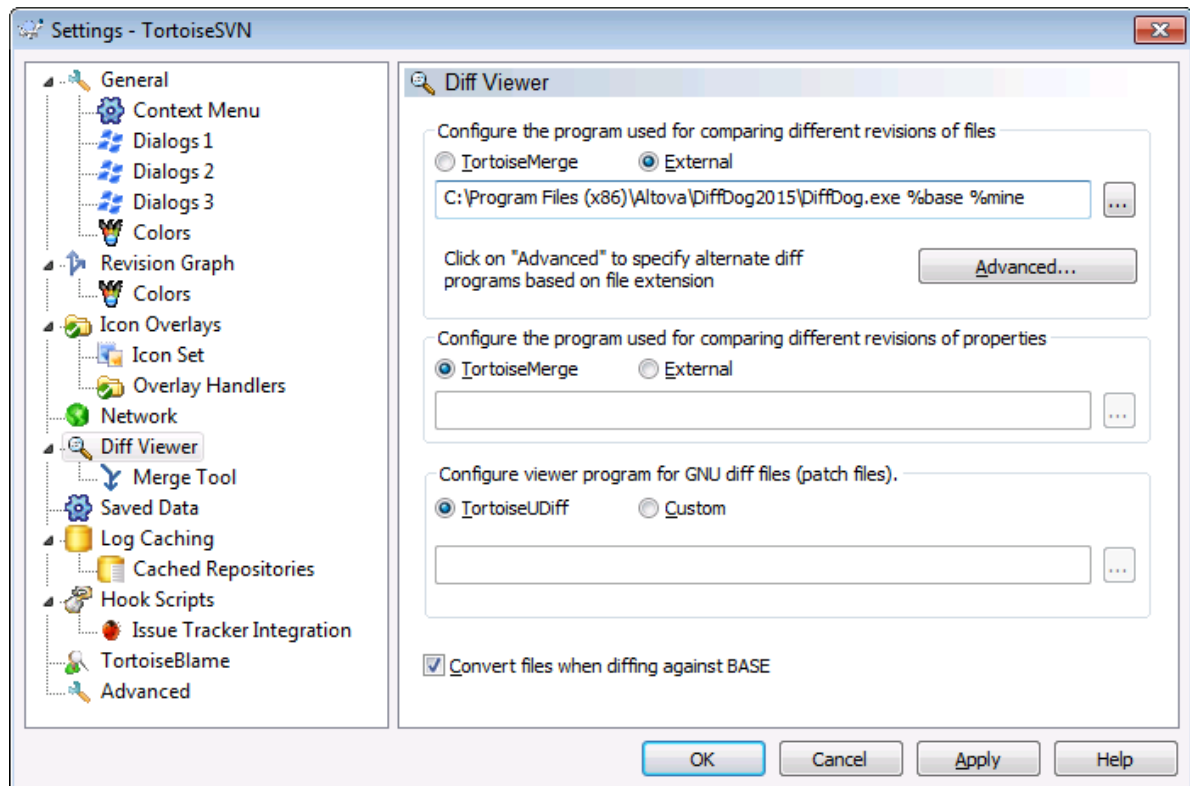 Settings - TortoiseSVN
General
Context Menu
Dialogs 1
Dialogs 2
Dialogs 3
Colors
Revision Graph
Colors
Icon Overlays
Icon Set
Overlay Handlers
Network
Diff Viewer
Merge Tool
Saved Data
Log Caching
Cached Repositories
Hook Scripts
Issue Tracker Integration
TortoiseBlame
Advanced
Diff Viewer
Configure the program used for comparing different revisions of files
TortoiseMerge External
C:\Program Files (x86)\Altova\DiffDog2015\DiffDog.exe %base %mine ...
Click on "Advanced" to specify alternate diff
programs based on file extension
Advanced...
Configure the program used for comparing different revisions of properties
TortoiseMerge External
...
Configure viewer program for GNU diff files (patch files).
TortoiseUDiff Custom
...
Convert files when diffing against BASE
OK Cancel Apply Help